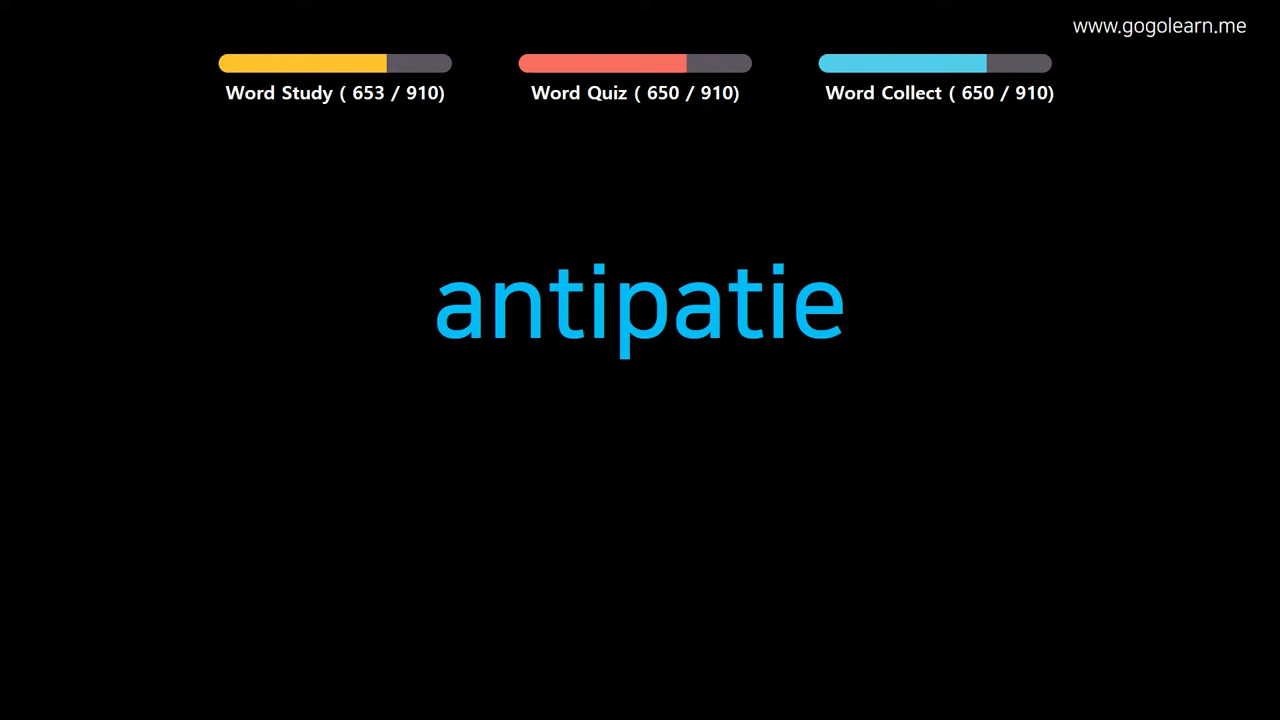 www.gogolearn.me
Word Study ( 653 / 910)
Word Quiz ( 650 / 910)
Word Collect ( 650 / 910)
antipatie